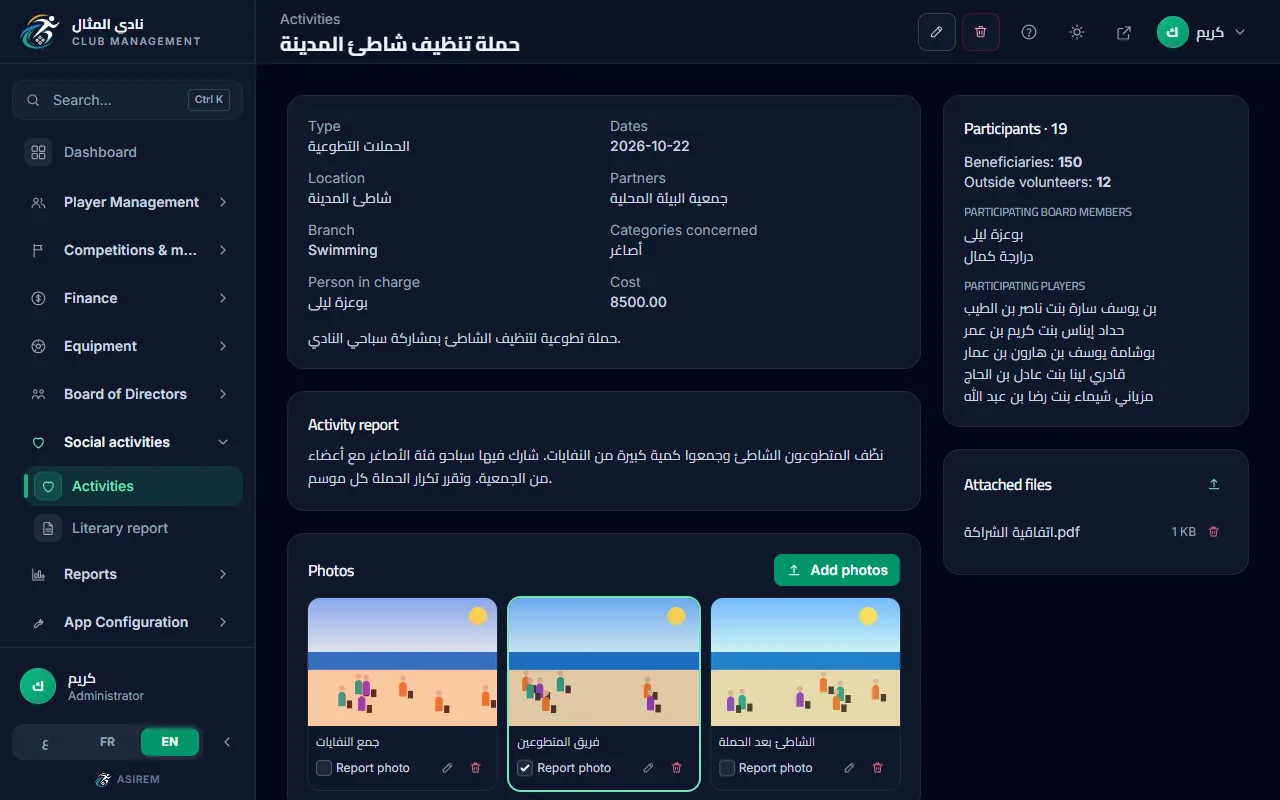 نادي المثال
CLUB MANAGEMENT
Search...
Ctrl K
Dashboard
Player Management
Competitions & m...
Finance
Equipment
Board of Directors
Social activities
Activities
Literary report
Reports
App Configuration
ك
كريم
Administrator
ع
FR
EN
ASIREM
Activities
حملة تنظيف شاطئ المدينة
ك
كريم
Type
الحملات التطوعية
Dates
2026-10-22
Location
شاطئ المدينة
Partners
جمعية البيئة المحلية
Branch
Swimming
Categories concerned
أصاغر
Person in charge
بوعزة ليلى
Cost
8500.00
حملة تطوعية لتنظيف الشاطئ بمشاركة سباحي النادي.
Activity report
نظّف المتطوعون الشاطئ وجمعوا كمية كبيرة من النفايات. شارك فيها سباحو فئة الأصاغر مع أعضاء
من الجمعية. وتقرر تكرار الحملة كل موسم.
Photos
Add photos
جمع النفايات
Report photo
فريق المتطوعين
Report photo
الشاطئ بعد الحملة
Report photo
Participants · 19
Beneficiaries: 150
Outside volunteers: 12
PARTICIPATING BOARD MEMBERS
بوعزة ليلى
درارجة كمال
PARTICIPATING PLAYERS
بن يوسف سارة بنت ناصر بن الطيب
حداد إيناس بنت كريم بن عمر
بوشامة يوسف بن هارون بن عمار
قادري لينا بنت عادل بن الحاج
مزياني شيماء بنت رضا بن عبد الله
Attached files
اتفاقية الشراكة.pdf
1 KB